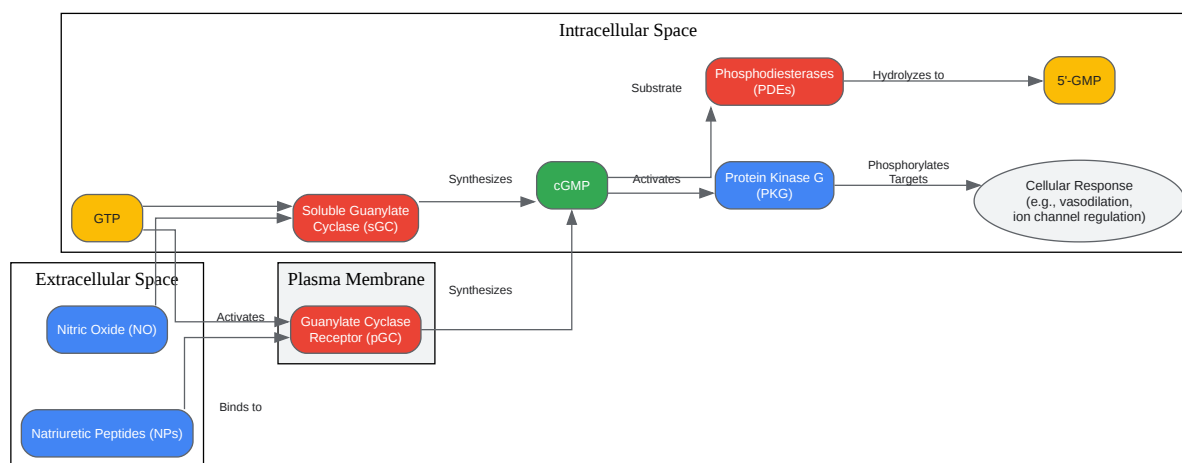 Intracellular Space
Phosphodiesterases
(PDEs)
Hydrolyzes to
5'-GMP
Substrate
Phosphorylates
Targets
Synthesizes
cGMP
Activates
Protein Kinase G
(PKG)
Cellular Response
(e.g., vasodilation,
ion channel regulation)
GTP
Soluble Guanylate
Cyclase (sGC)
Extracellular Space
Plasma Membrane
Synthesizes
Nitric Oxide (NO)
Activates
Guanylate Cyclase
Receptor (pGC)
Binds to
Natriuretic Peptides (NPs)